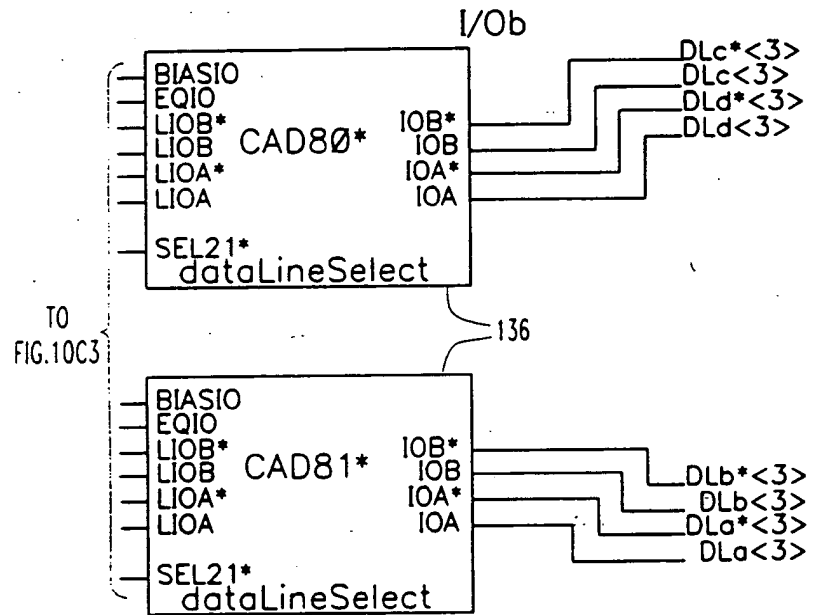 I/Ob
BIASIO
EQIO
LIOB*
LIOB
LIOA*
LIOA
SEL21*
CAD80*
dataLineSelect
IOB*
IOB
IOA*
IOA
DLc*<3>
DLc<3>
DLd*<3>
DLd<3>
TO
FIG.10C3
136
BIASIO
EQIO
LIOB*
LIOB
LIOA*
LIOA
SEL21*
CAD81*
dataLineSelect
IOB*
IOB
IOA*
IOA
DLb*<3>
DLb<3>
DLa*<3>
DLa<3>